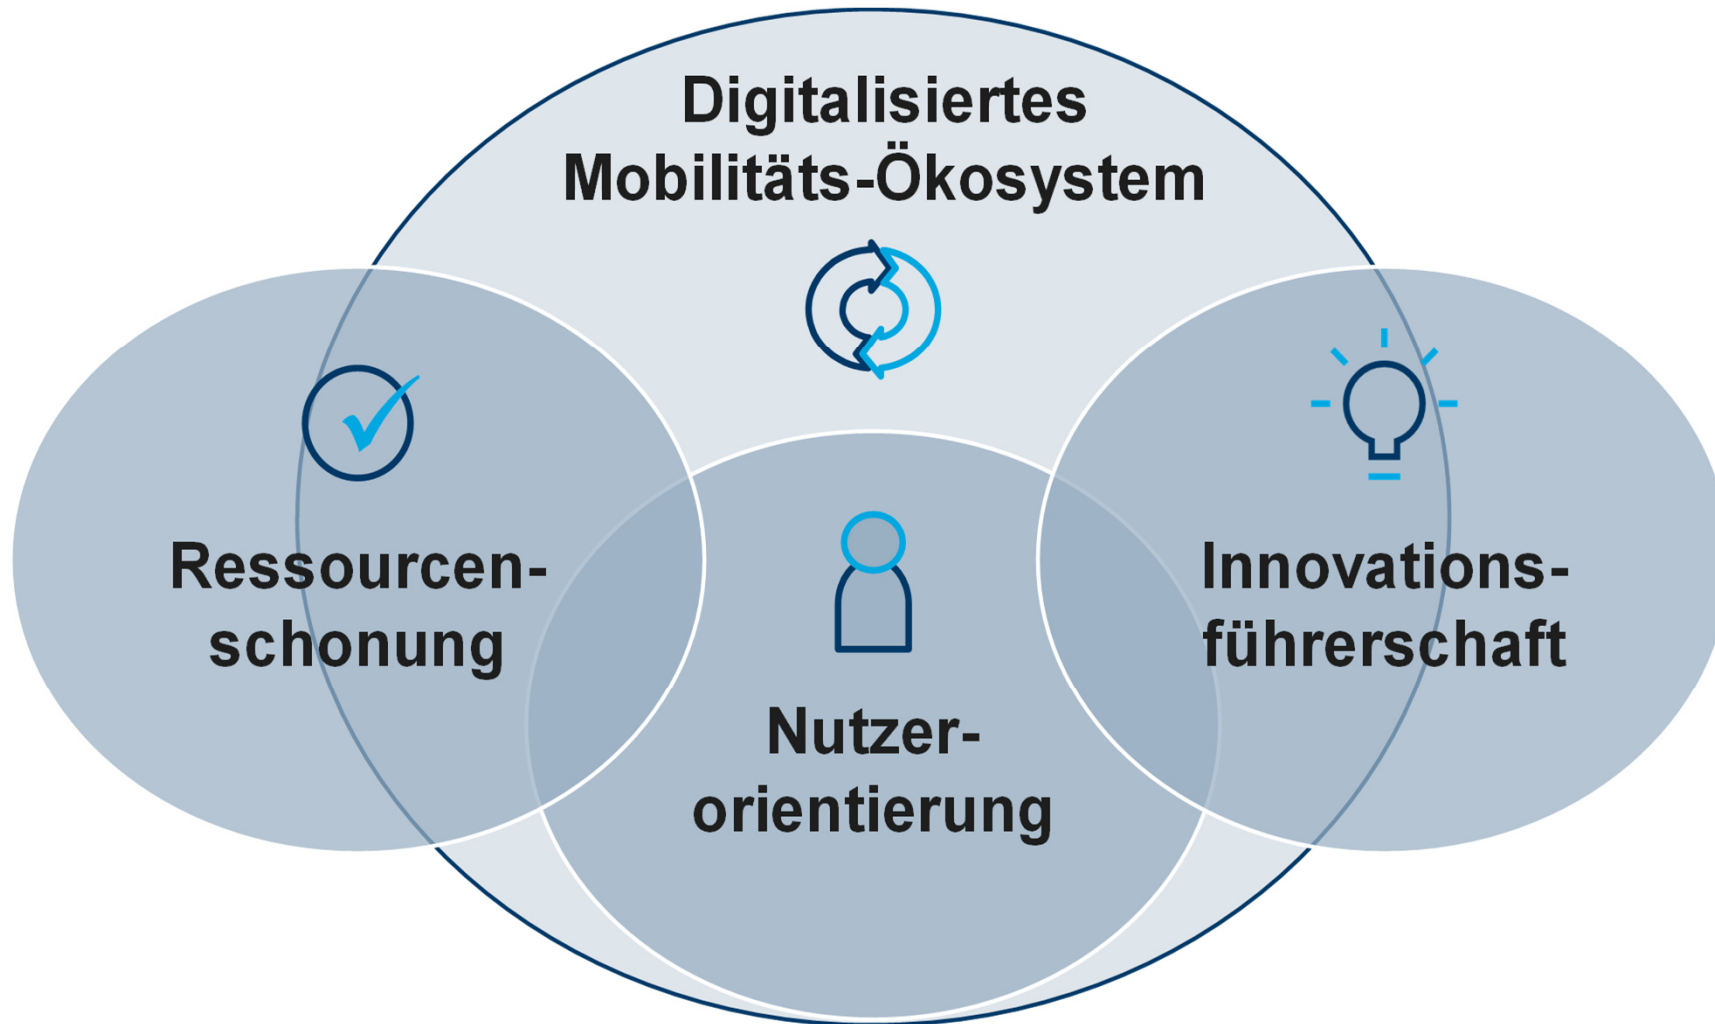 Digitalisiertes
Mobilitäts-Ökosystem
Ressourcen-
schonung
Nutzer-
orientierung
Innovations-
führerschaft